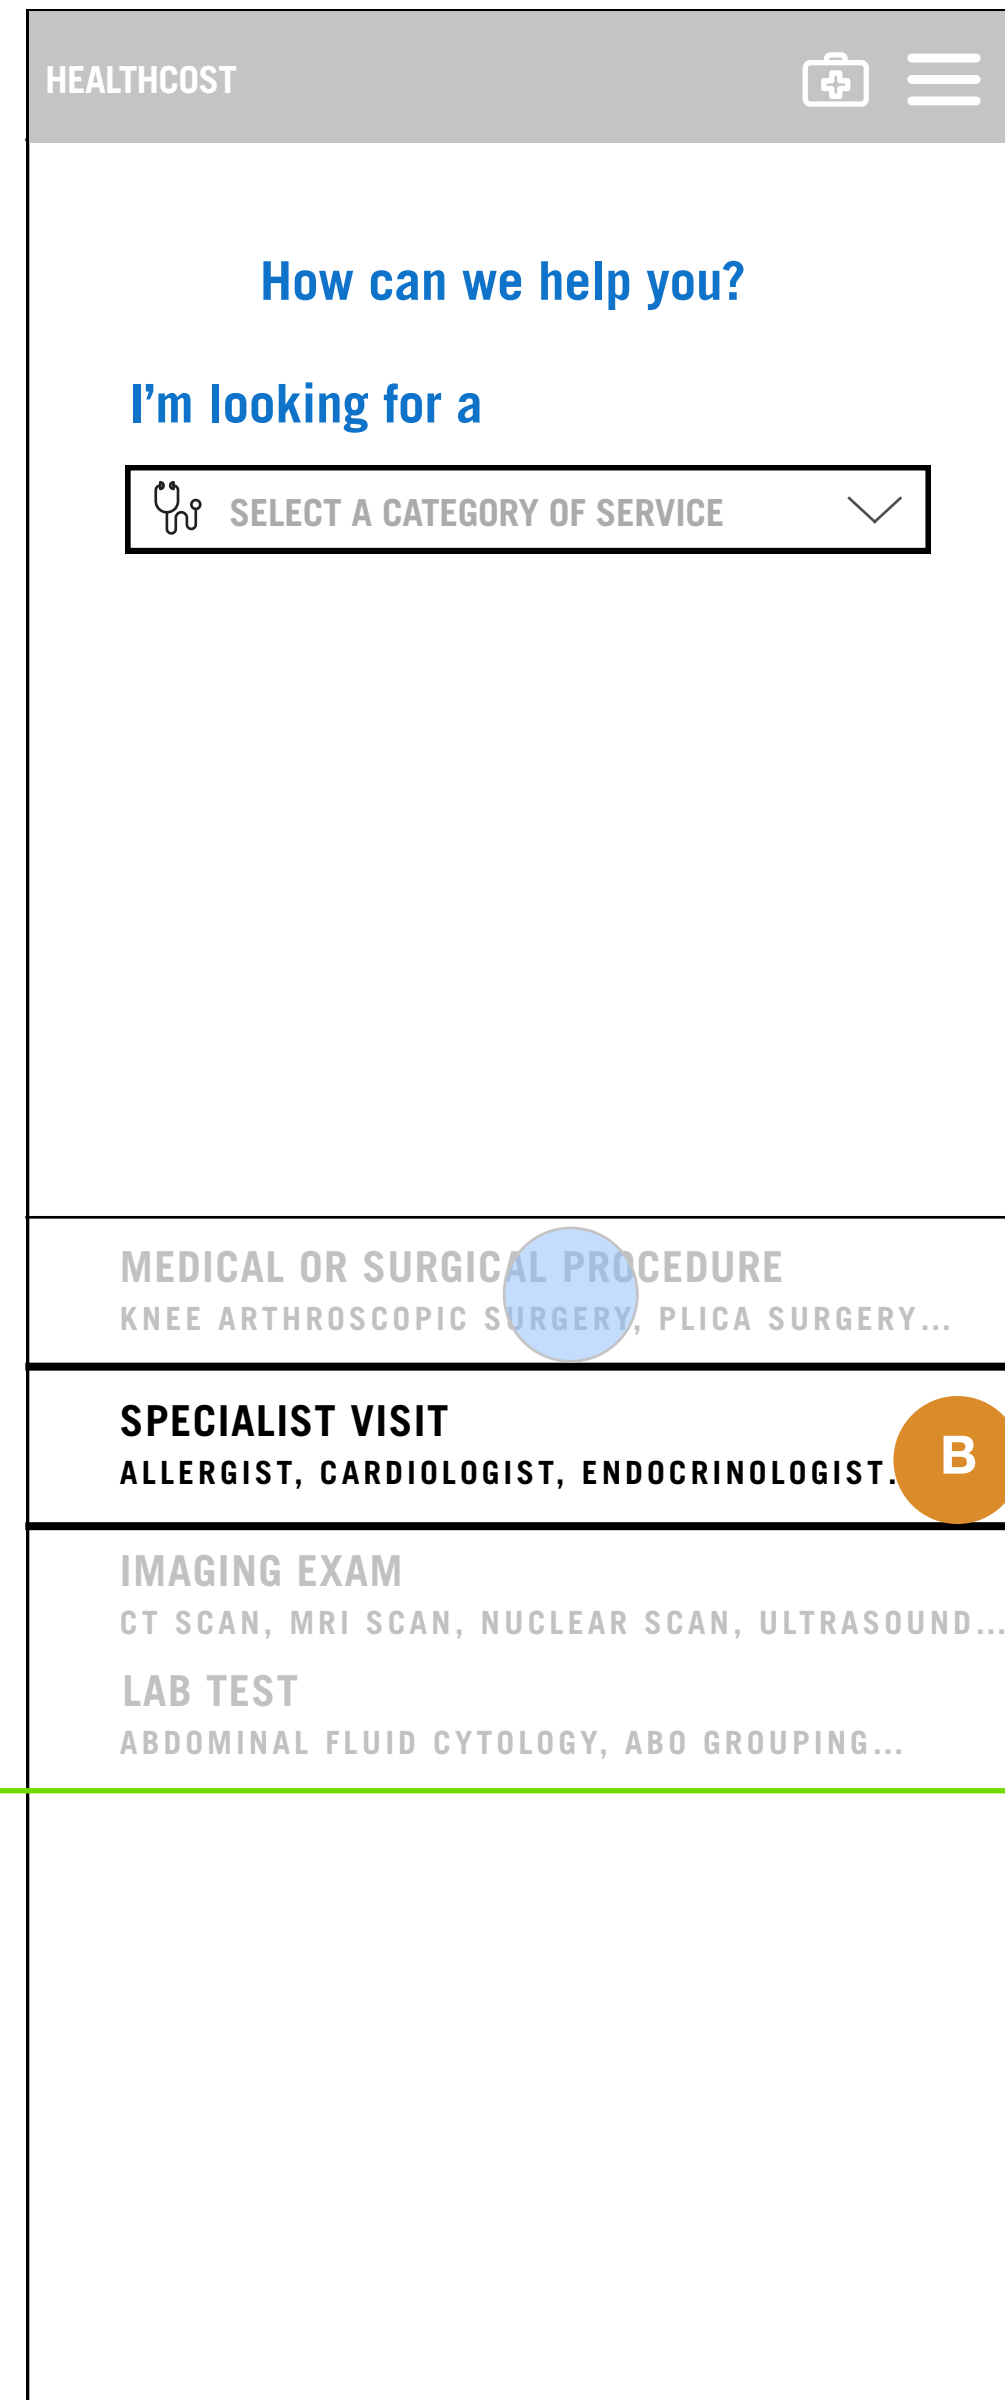 HEALTHCOST
How can we help you?
I'm looking for a
SELECT A CATEGORY OF SERVICE
MEDICAL OR SURGICAL PROCEDURE
KNEE ARTHROSCOPIC SURGERY, PLICA SURGERY...
SPECIALIST VISIT
ALLERGIST, CARDIOLOGIST, ENDOCRINOLOGIST.
B
IMAGING EXAM
CT SCAN, MRI SCAN, NUCLEAR SCAN, ULTRASOUND...
LAB TEST
ABDOMINAL FLUID CYTOLOGY, ABO GROUPING...